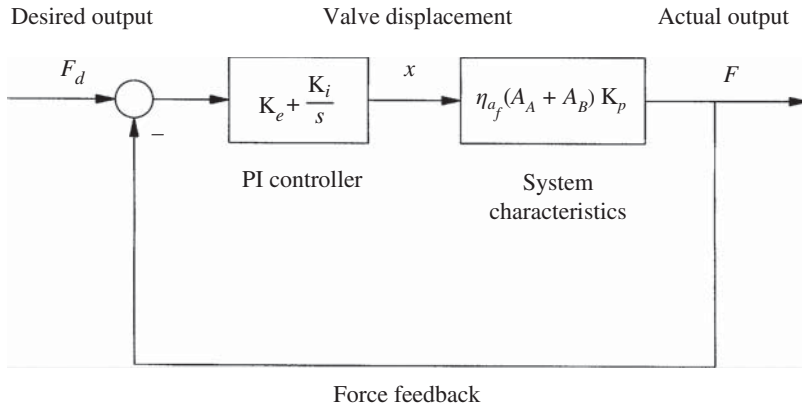 Desired output
Valve displacement
Actual output
F_d
x
F
K_e + K_i/s
η_{a_f}(A_A + A_B) K_p
−
PI controller
System
characteristics
Force feedback